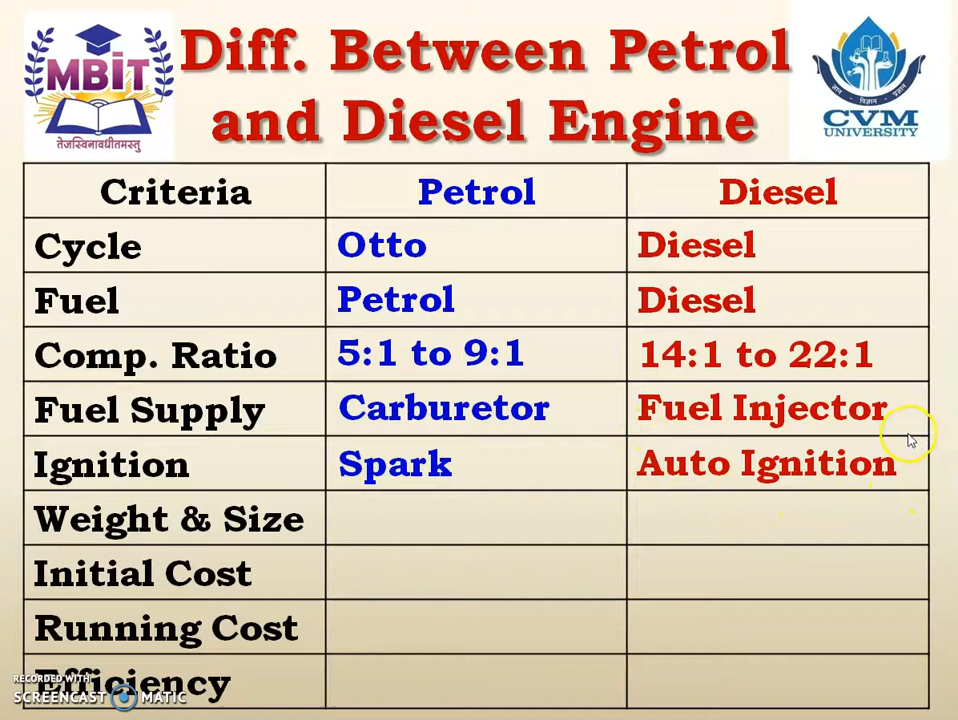 MBIT
तेजस्विनावधीतमस्तु
Diff. Between Petrol
and Diesel Engine
ज्ञान - विज्ञान - प्रज्ञान
CVM
UNIVERSITY
Criteria Petrol Diesel
Cycle Otto Diesel
Fuel Petrol Diesel
Comp. Ratio 5:1 to 9:1 14:1 to 22:1
Fuel Supply Carburetor Fuel Injector
Ignition Spark Auto Ignition
Weight & Size
Initial Cost
Running Cost
Efficiency
RECORDED WITH
SCREENCAST MATIC